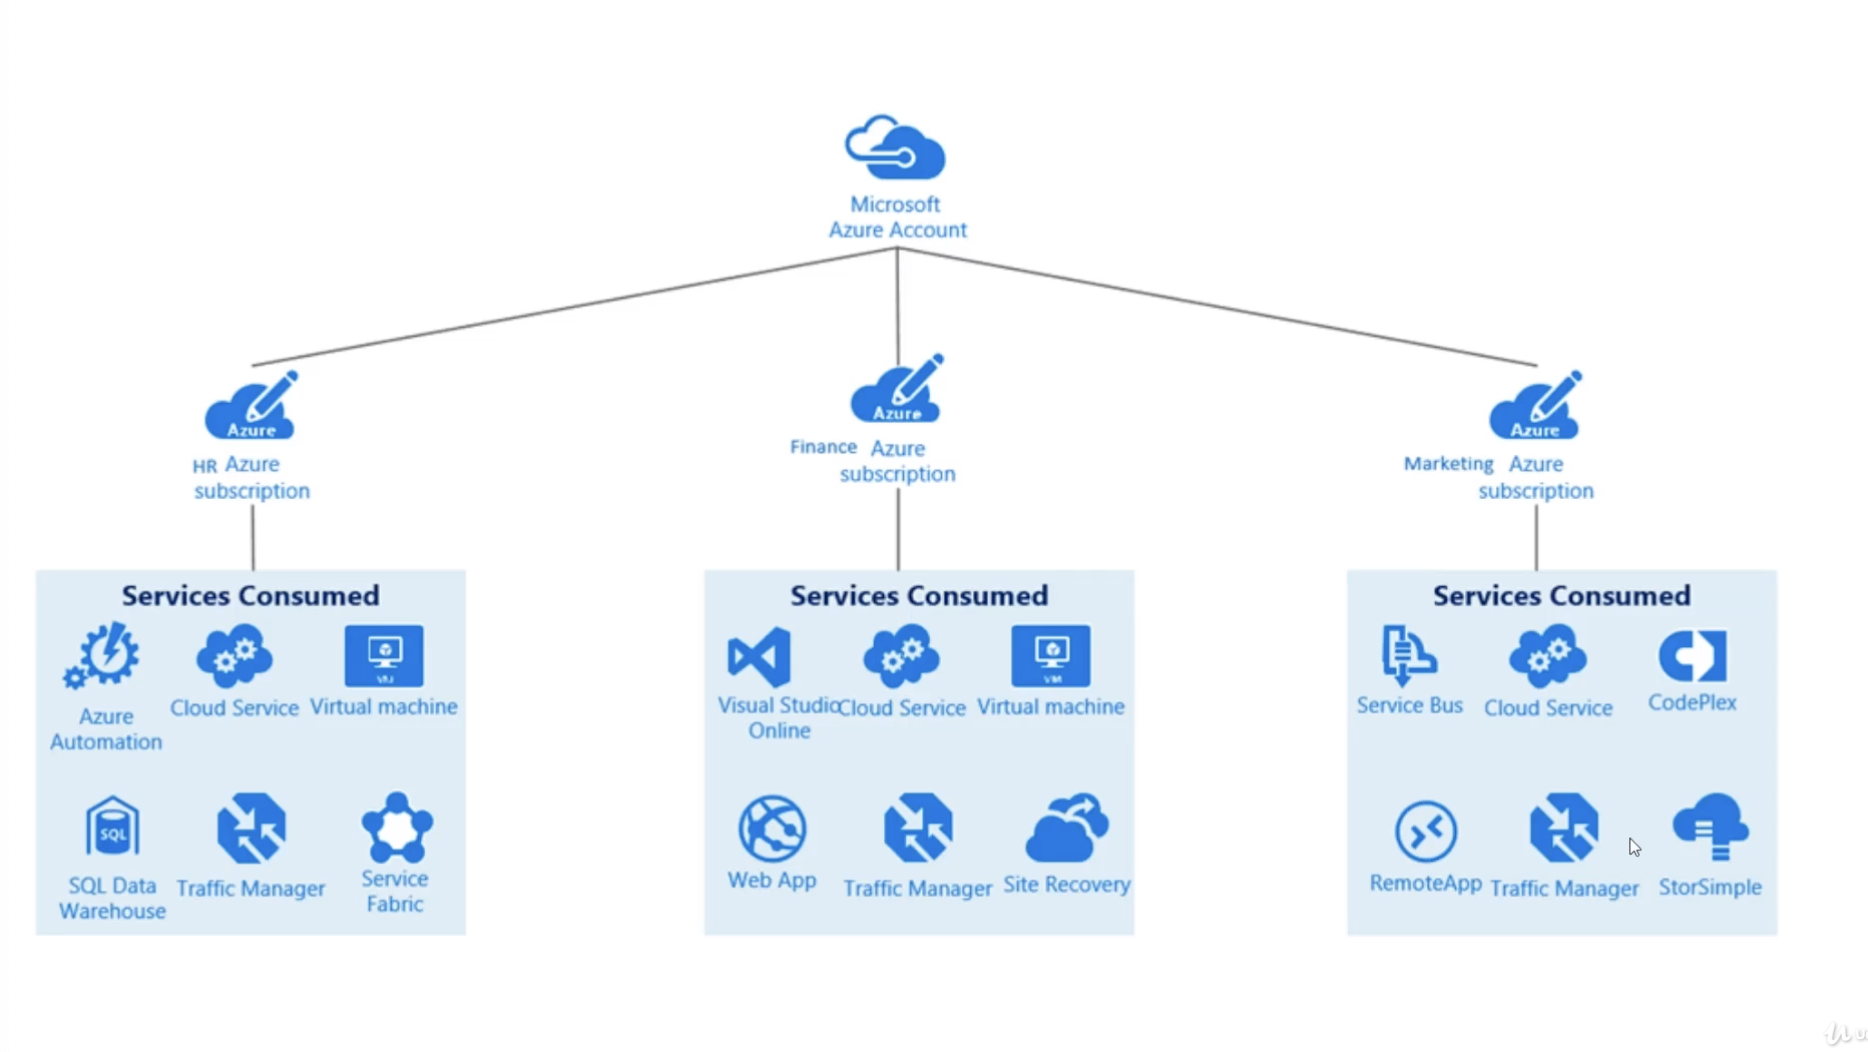 Microsoft
Azure Account
Azure
HR Azure
subscription
Azure
Finance Azure
subscription
Azure
Marketing Azure
subscription
Services Consumed
Azure
Automation
Cloud Service
Virtual machine
SQL
SQL Data
Warehouse
Traffic Manager
Service
Fabric
Services Consumed
Visual Studio
Online
Cloud Service
VM
Virtual machine
Web App
Traffic Manager
Site Recovery
Services Consumed
Service Bus
Cloud Service
CodePlex
RemoteApp
Traffic Manager
StorSimple